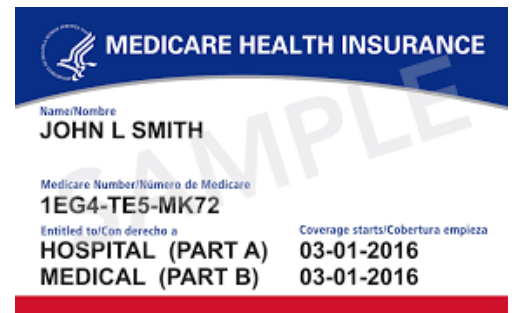 MEDICARE HEALTH INSURANCE
Name/Nombre
JOHN L SMITH
Medicare Number/Número de Medicare
1EG4-TE5-MK72
Entitled to/Con derecho a Coverage starts/Cobertura empieza
HOSPITAL (PART A) 03-01-2016
MEDICAL (PART B) 03-01-2016
SAMPLE